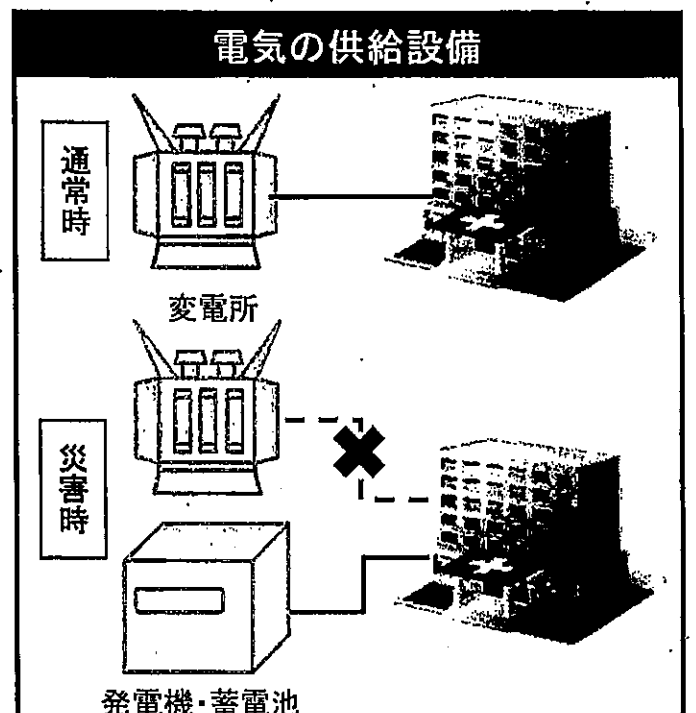 電気の供給設備
通常時
変電所
災害時
発電機・蓄電池